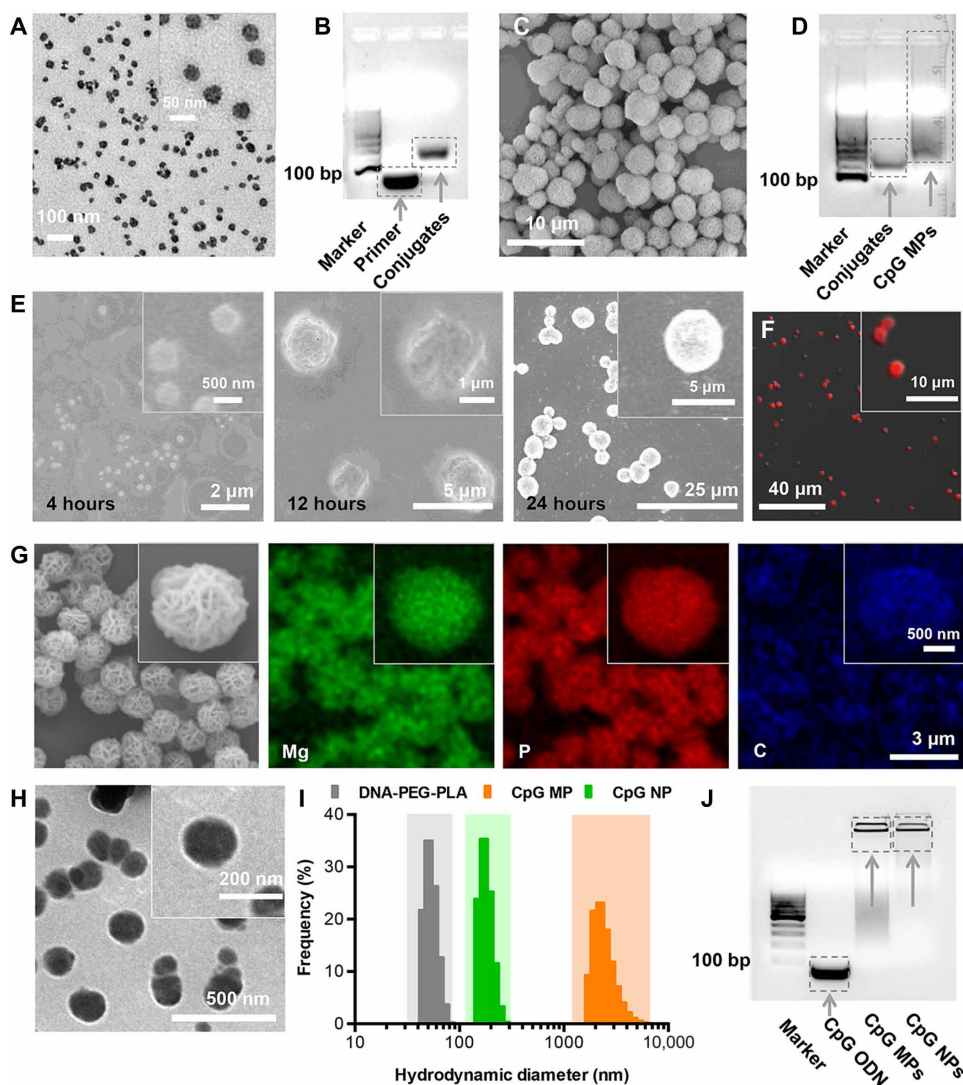 A
50 nm
100 nm
B
100 bp
Marker
Primer
Conjugates
C
10 µm
D
100 bp
Marker
Conjugates
CpG MPs
E
500 nm
4 hours
2 µm
1 µm
12 hours
5 µm
5 µm
24 hours
25 µm
F
10 µm
40 µm
G
Mg
P
500 nm
C
3 µm
H
200 nm
500 nm
I
DNA-PEG-PLA
CpG MP
CpG NP
Frequency (%)
40
30
20
10
0
10
100
1000
10,000
Hydrodynamic diameter (nm)
J
100 bp
Marker
CpG ODN
CpG MPs
CpG NPs